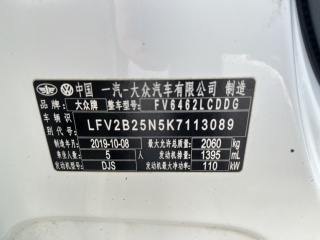 中国 一汽-大众汽车有限公司 制造
品牌: 大众牌 整车型号: FV6462LCDDG
车辆识别代号: LFV2B25N5K7113089
制造年月: 2019-10-08 最大允许总质量: 2060 kg
乘坐人数: 5 人 发动机排量: 1395 mL
发动机型号: DJS 发动机最大净功率: 110 kW